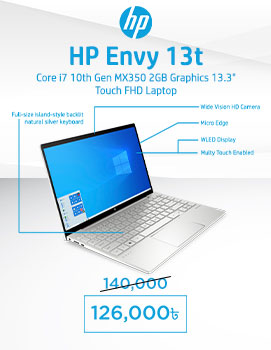 hp
HP Envy 13t
Core i7 10th Gen MX350 2GB Graphics 13.3"
Touch FHD Laptop
Wide Vision HD Camera
Full-size island-style backlit
natural silver keyboard
Micro Edge
WLED Display
Multy Touch Enabled
140,000
126,000৳